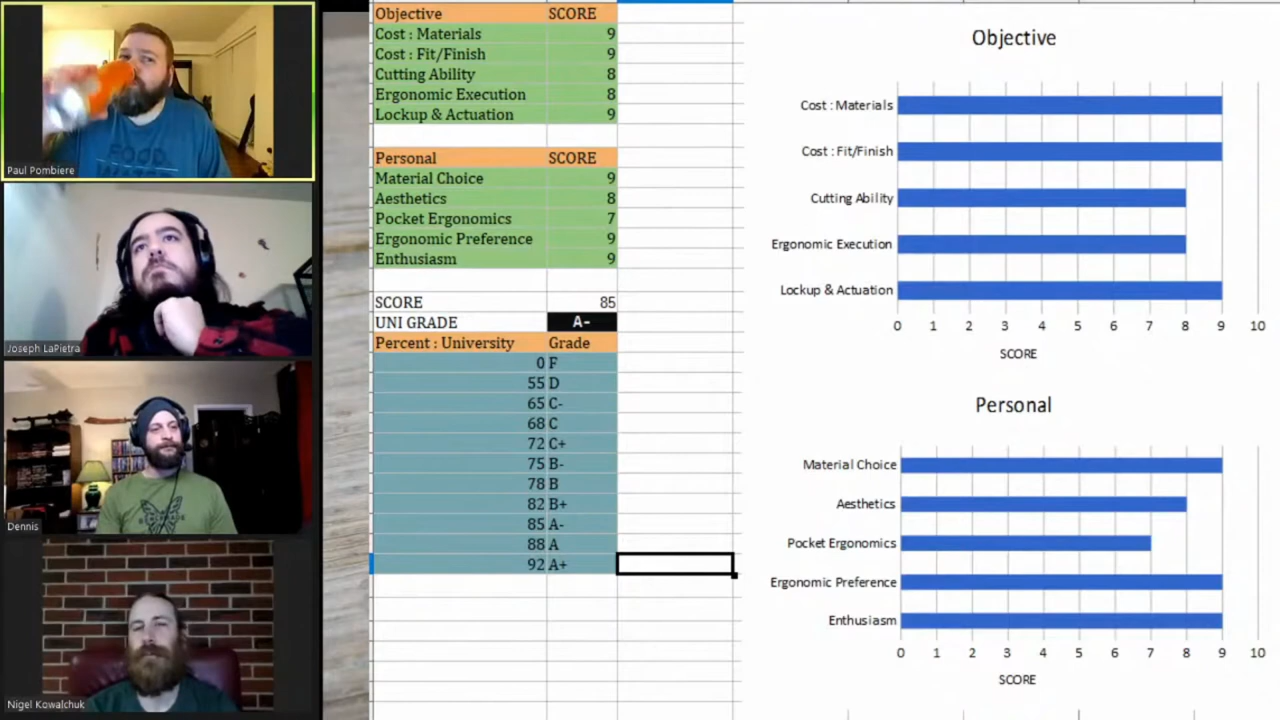 Paul Pombiere
FOOD
Joseph LaPietra
Dennis
Nigel Kowalchuk
Objective SCORE
Cost : Materials 9
Cost : Fit/Finish 9
Cutting Ability 8
Ergonomic Execution 8
Lockup & Actuation 9
Personal SCORE
Material Choice 9
Aesthetics 8
Pocket Ergonomics 7
Ergonomic Preference 9
Enthusiasm 9
SCORE 85
UNI GRADE A-
Percent : University Grade
0 F
55 D
65 C-
68 C
72 C+
75 B-
78 B
82 B+
85 A-
88 A
92 A+
Objective
Cost : Materials
Cost : Fit/Finish
Cutting Ability
Ergonomic Execution
Lockup & Actuation
0 1 2 3 4 5 6 7 8 9 10
SCORE
Personal
Material Choice
Aesthetics
Pocket Ergonomics
Ergonomic Preference
Enthusiasm
0 1 2 3 4 5 6 7 8 9 10
SCORE